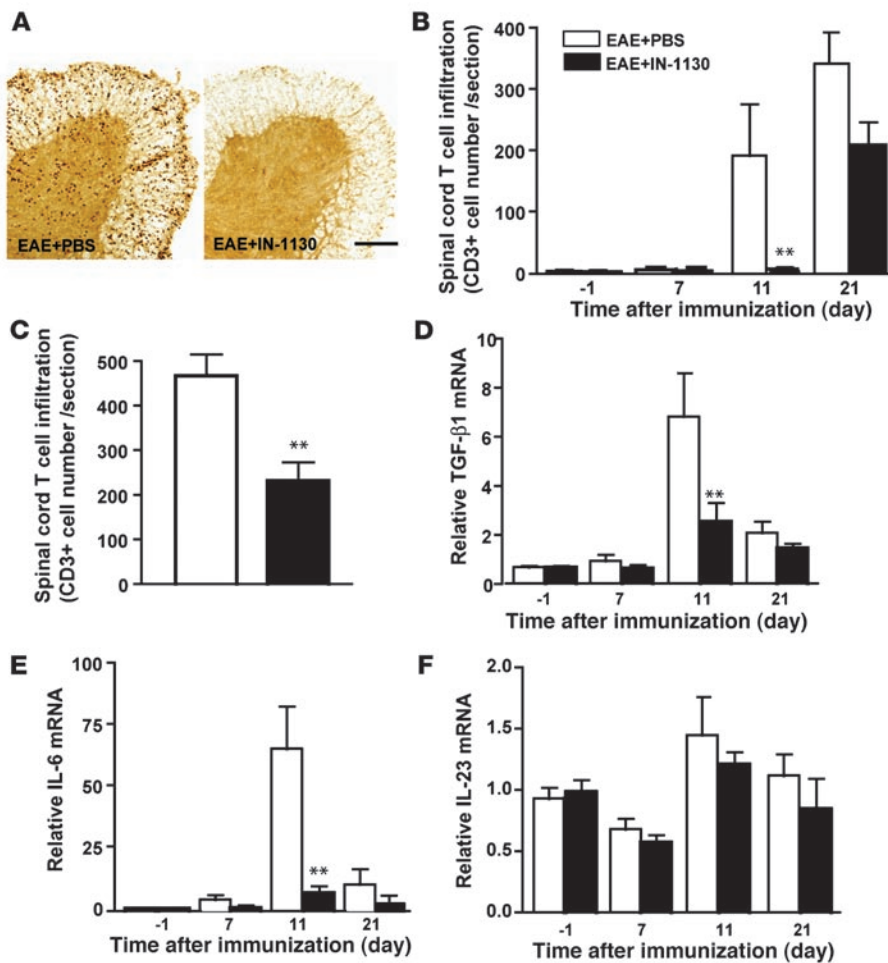 A
EAE+PBS
EAE+IN-1130
B
Spinal cord T cell infiltration
(CD3+ cell number /section)
400
300
200
100
0
EAE+PBS
EAE+IN-1130
**
-1 7 11 21
Time after immunization (day)
C
Spinal cord T cell infiltration
(CD3+ cell number /section)
500
400
300
200
100
0
**
D
Relative TGF-β1 mRNA
10
8
6
4
2
0
**
-1 7 11 21
Time after immunization (day)
E
Relative IL-6 mRNA
100
75
50
25
0
**
-1 7 11 21
Time after immunization (day)
F
Relative IL-23 mRNA
2.0
1.5
1.0
0.5
0.0
-1 7 11 21
Time after immunization (day)